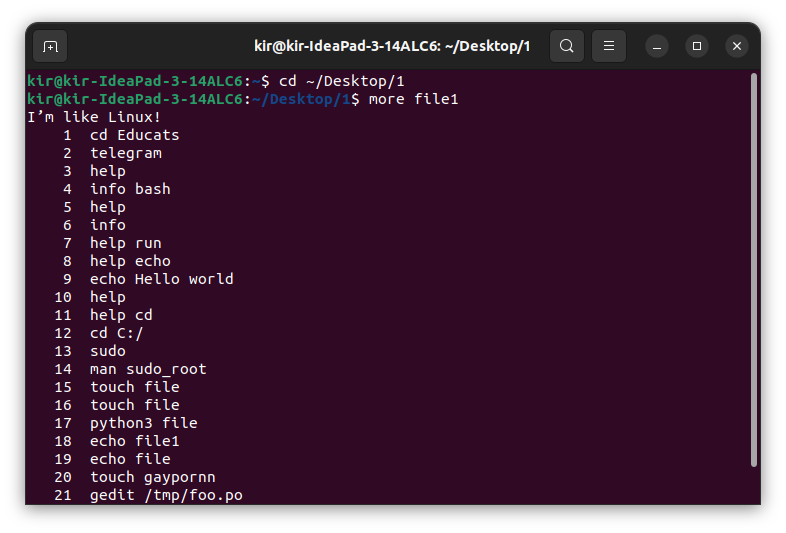 kir@kir-IdeaPad-3-14ALC6: ~/Desktop/1
kir@kir-IdeaPad-3-14ALC6:~$ cd ~/Desktop/1
kir@kir-IdeaPad-3-14ALC6:~/Desktop/1$ more file1
I’m like Linux!
1 cd Educats
2 telegram
3 help
4 info bash
5 help
6 info
7 help run
8 help echo
9 echo Hello world
10 help
11 help cd
12 cd C:/
13 sudo
14 man sudo_root
15 touch file
16 touch file
17 python3 file
18 echo file1
19 echo file
20 touch gaypornn
21 gedit /tmp/foo.po